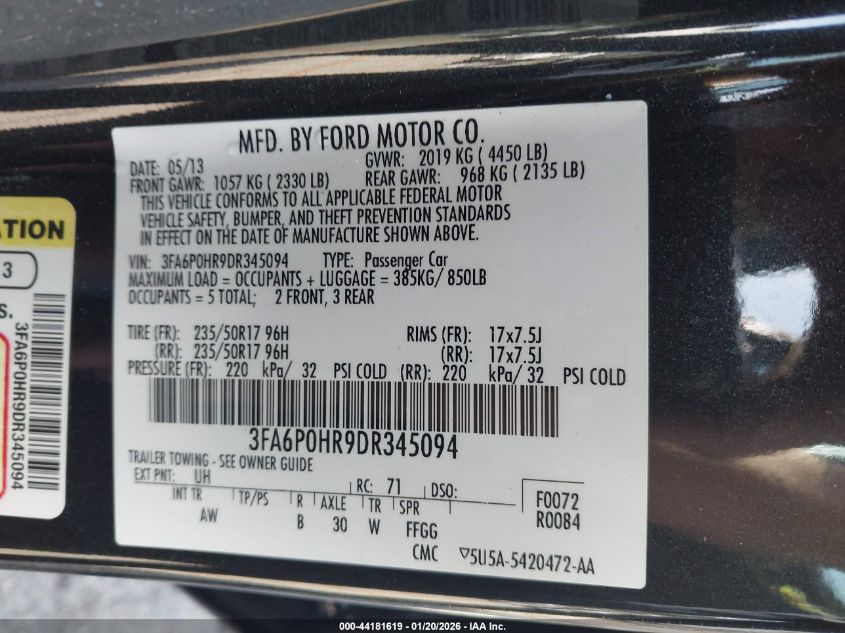 MFD. BY FORD MOTOR CO.
DATE: 05/13 GVWR: 2019 KG ( 4450 LB)
FRONT GAWR: 1057 KG ( 2330 LB) REAR GAWR: 968 KG ( 2135 LB)
THIS VEHICLE CONFORMS TO ALL APPLICABLE FEDERAL MOTOR
VEHICLE SAFETY, BUMPER, AND THEFT PREVENTION STANDARDS
IN EFFECT ON THE DATE OF MANUFACTURE SHOWN ABOVE.
VIN: 3FA6P0HR9DR345094 TYPE: Passenger Car
MAXIMUM LOAD = OCCUPANTS + LUGGAGE = 385KG/ 850LB
OCCUPANTS = 5 TOTAL; 2 FRONT, 3 REAR
TIRE (FR): 235/50R17 96H RIMS (FR): 17x7.5J
(RR): 235/50R17 96H (RR): 17x7.5J
PRESSURE (FR): 220 kPa/ 32 PSI COLD (RR): 220 kPa/ 32 PSI COLD
3FA6P0HR9DR345094
TRAILER TOWING - SEE OWNER GUIDE
EXT PNT: UH RC: 71 DSO:
INT TR TP/PS R AXLE TR SPR
AW B 30 W FFGG
F0072
R0084
CMC ▽5U5A-5420472-AA
ATION
3
S.
3FA6P0HR9DR345094
000-44181619 - 01/20/2026 - IAA Inc.